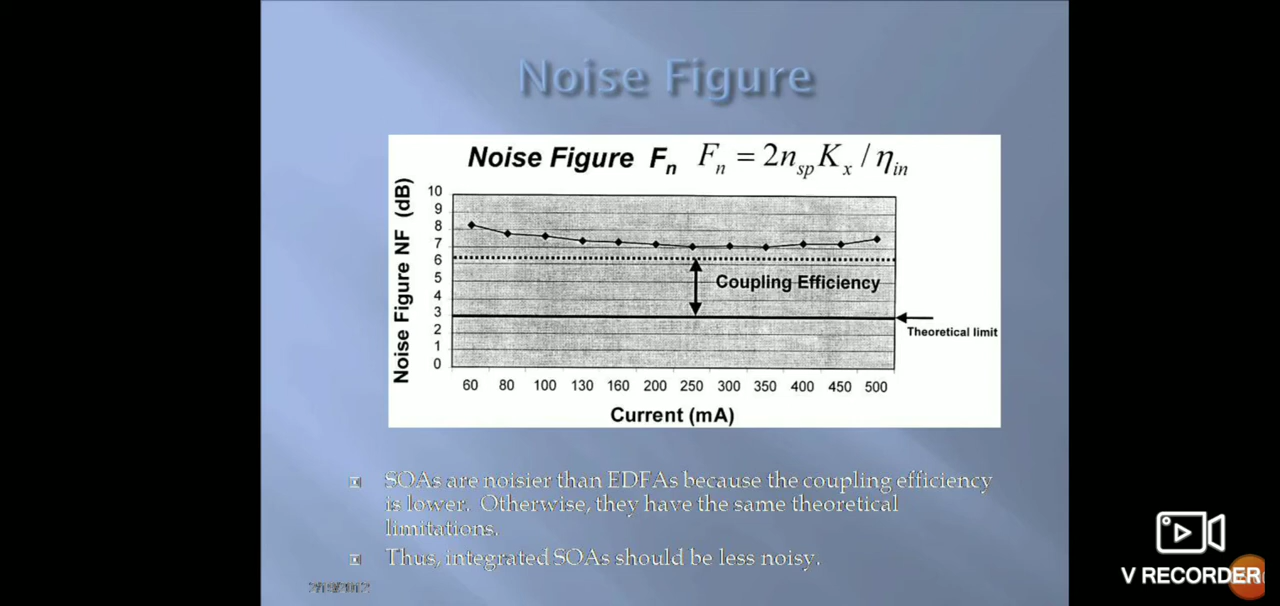 Noise Figure
Noise Figure Fn Fn = 2nspKx / ηin
Noise Figure NF (dB)
10
9
8
7
6
5
4
3
2
1
0
Coupling Efficiency
Theoretical limit
60 80 100 130 160 200 250 300 350 400 450 500
Current (mA)
SOAs are noisier than EDFAs because the coupling efficiency
is lower. Otherwise, they have the same theoretical
limitations.
Thus, integrated SOAs should be less noisy.
V RECORDER